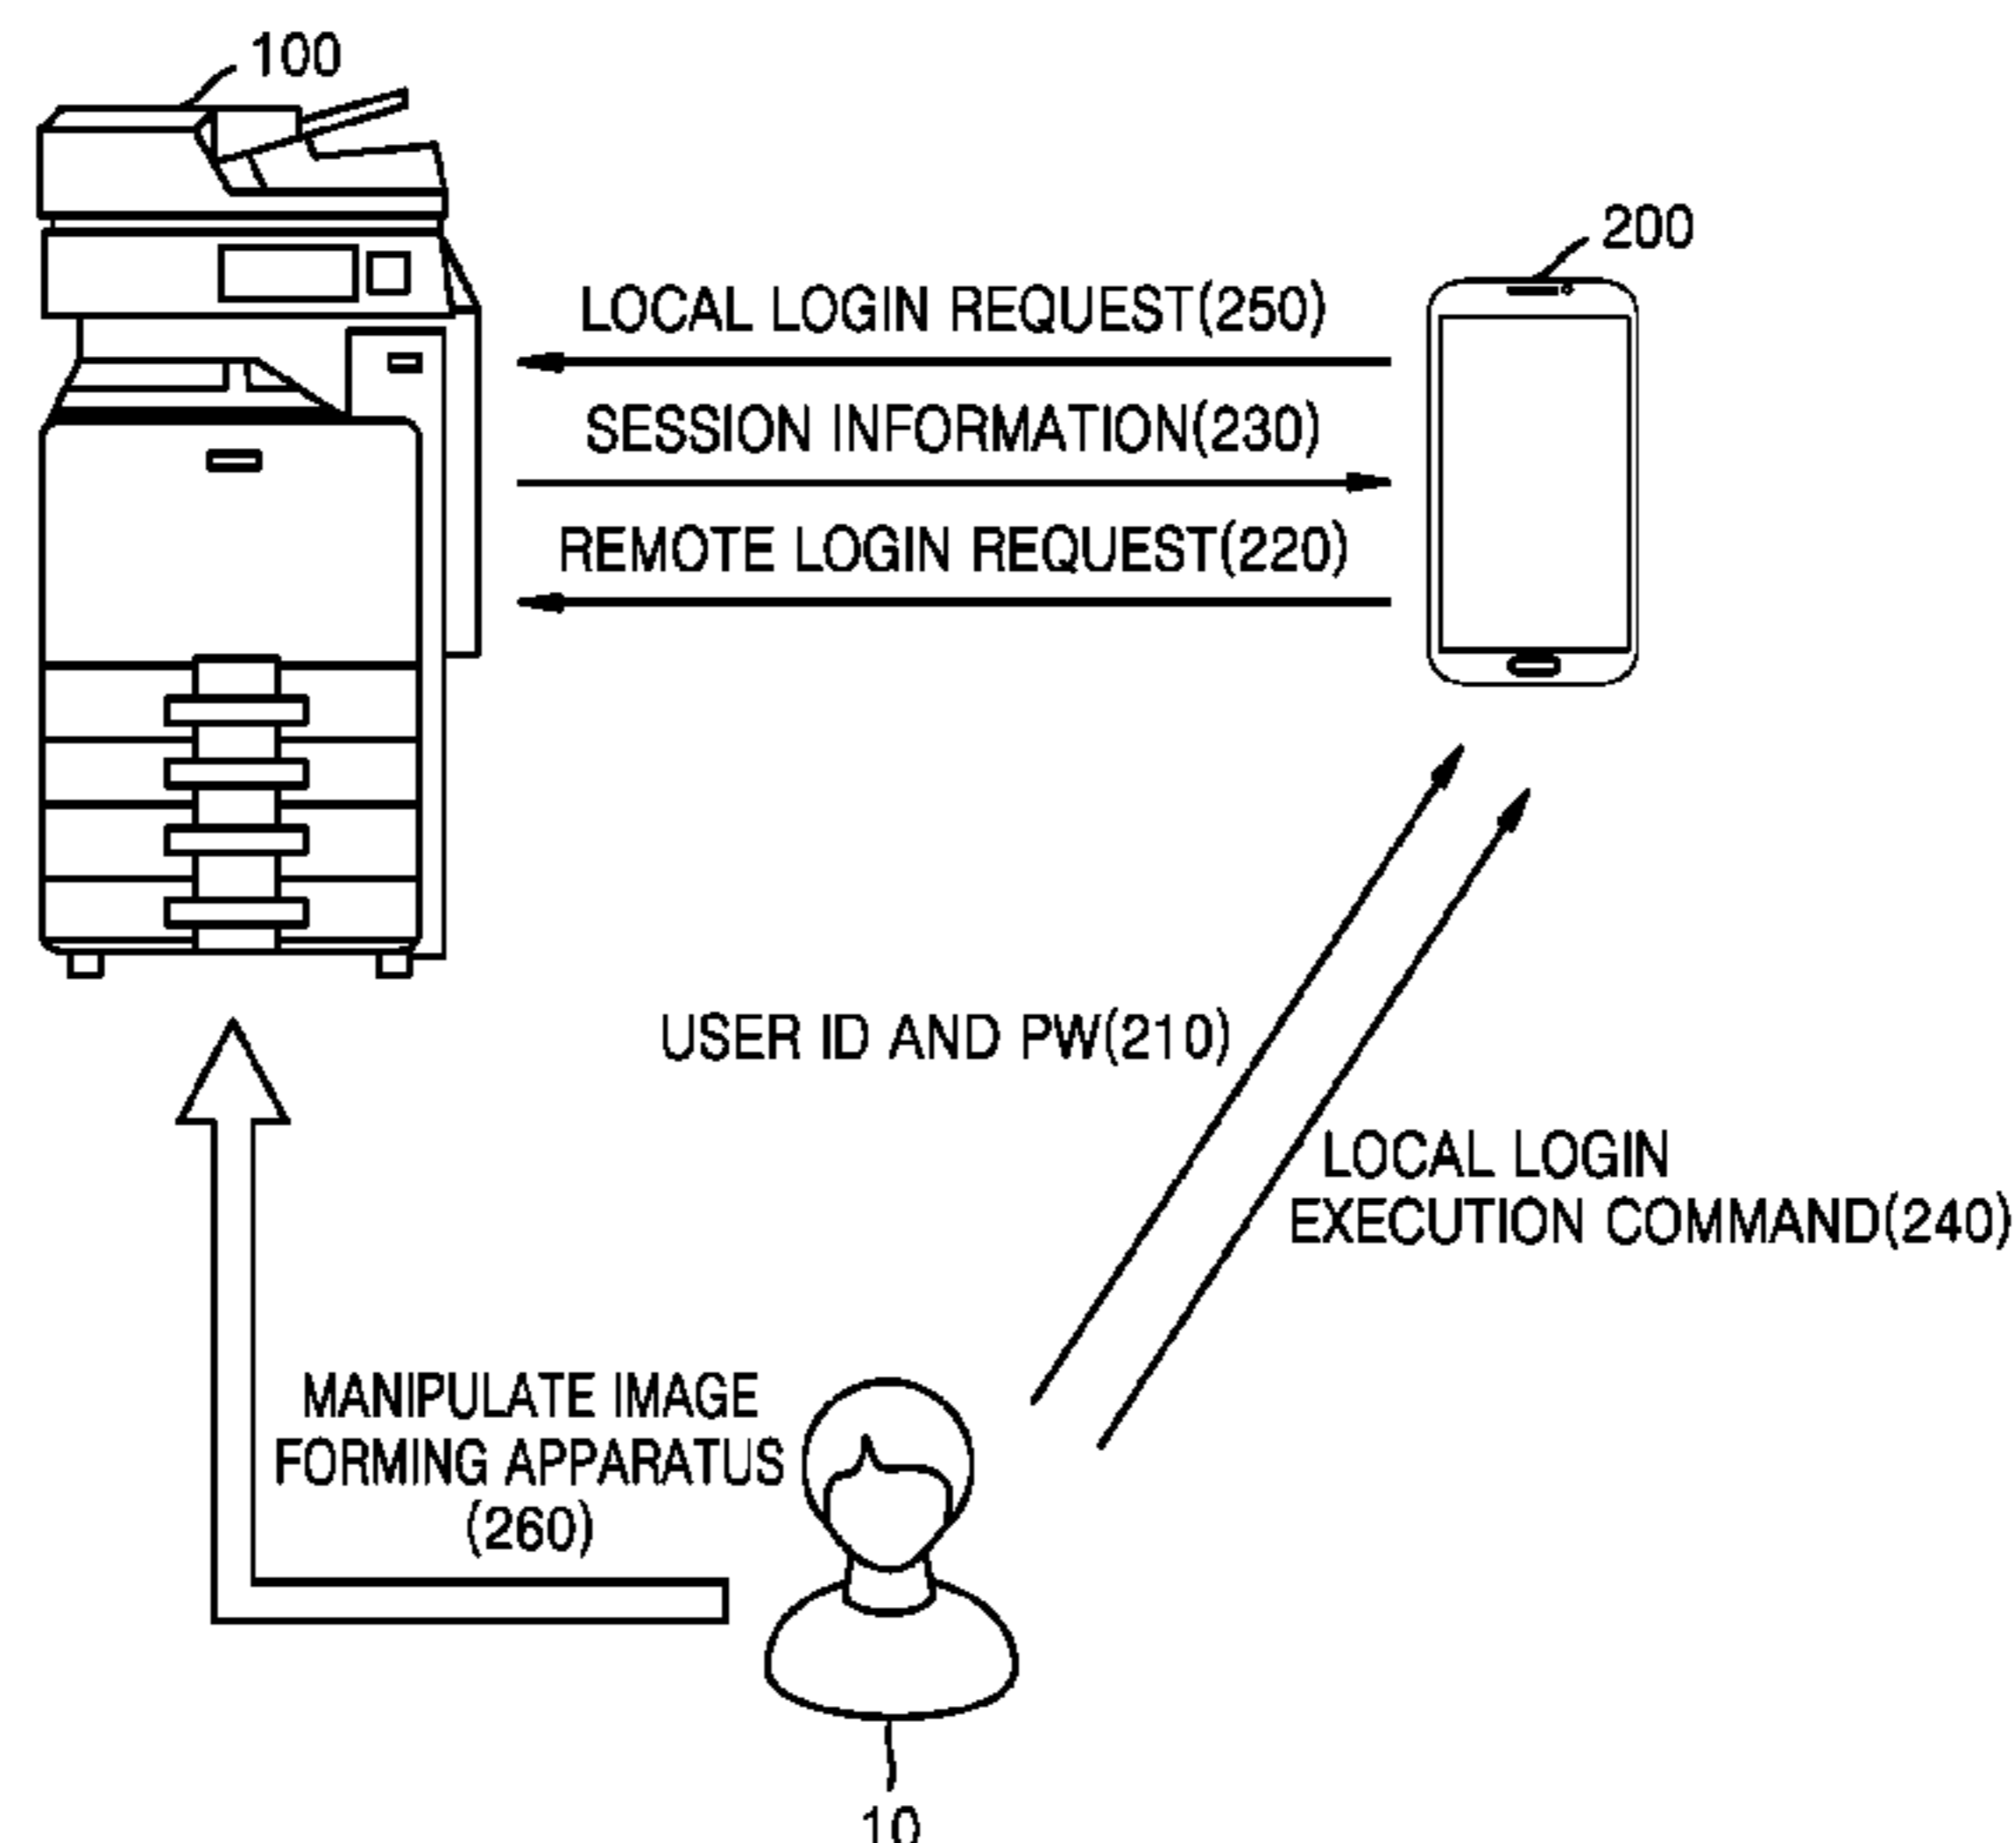 100
200
LOCAL LOGIN REQUEST(250)
SESSION INFORMATION(230)
REMOTE LOGIN REQUEST(220)
USER ID AND PW(210)
LOCAL LOGIN
EXECUTION COMMAND(240)
MANIPULATE IMAGE
FORMING APPARATUS
(260)
10